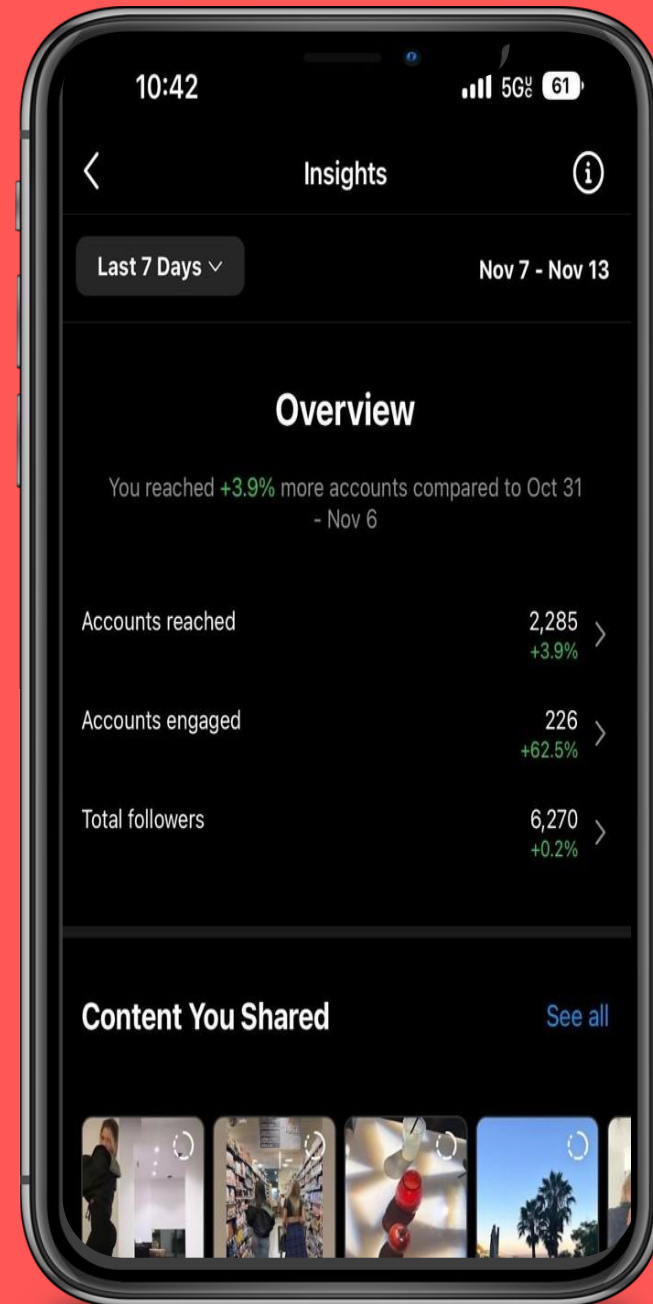 10:42
5G UC 61
Insights
Last 7 Days
Nov 7 - Nov 13
Overview
You reached +3.9% more accounts compared to Oct 31
- Nov 6
Accounts reached
2,285
+3.9%
Accounts engaged
226
+62.5%
Total followers
6,270
+0.2%
Content You Shared
See all